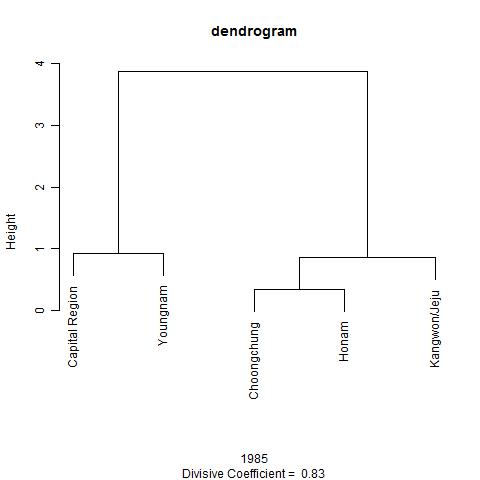 dendrogram
Height
4
3
2
1
0
Capital Region
Youngnam
Choongchung
Honam
Kangwon/Jeju
1985
Divisive Coefficient = 0.83